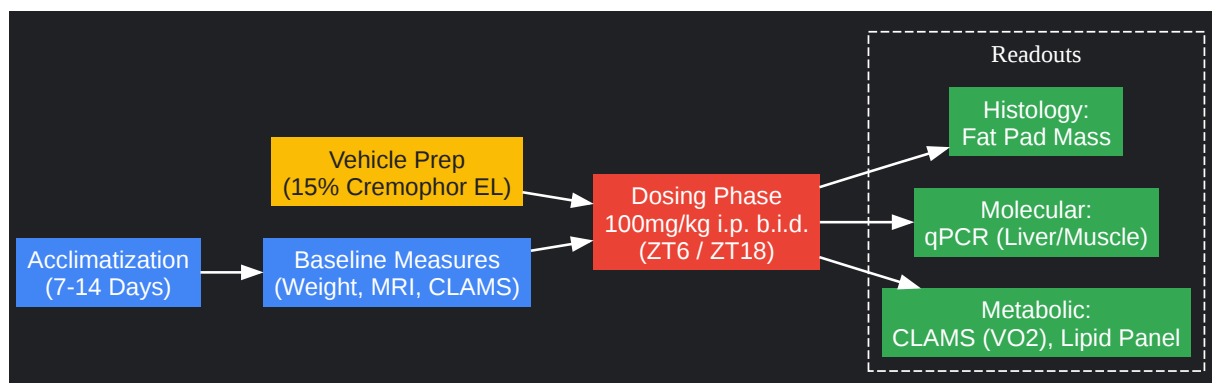 Acclimatization
(7-14 Days)
Vehicle Prep
(15% Cremophor EL)
Baseline Measures
(Weight, MRI, CLAMS)
Dosing Phase
100mg/kg i.p. b.i.d.
(ZT6 / ZT18)
Readouts
Histology:
Fat Pad Mass
Molecular:
qPCR (Liver/Muscle)
Metabolic:
CLAMS (VO2), Lipid Panel